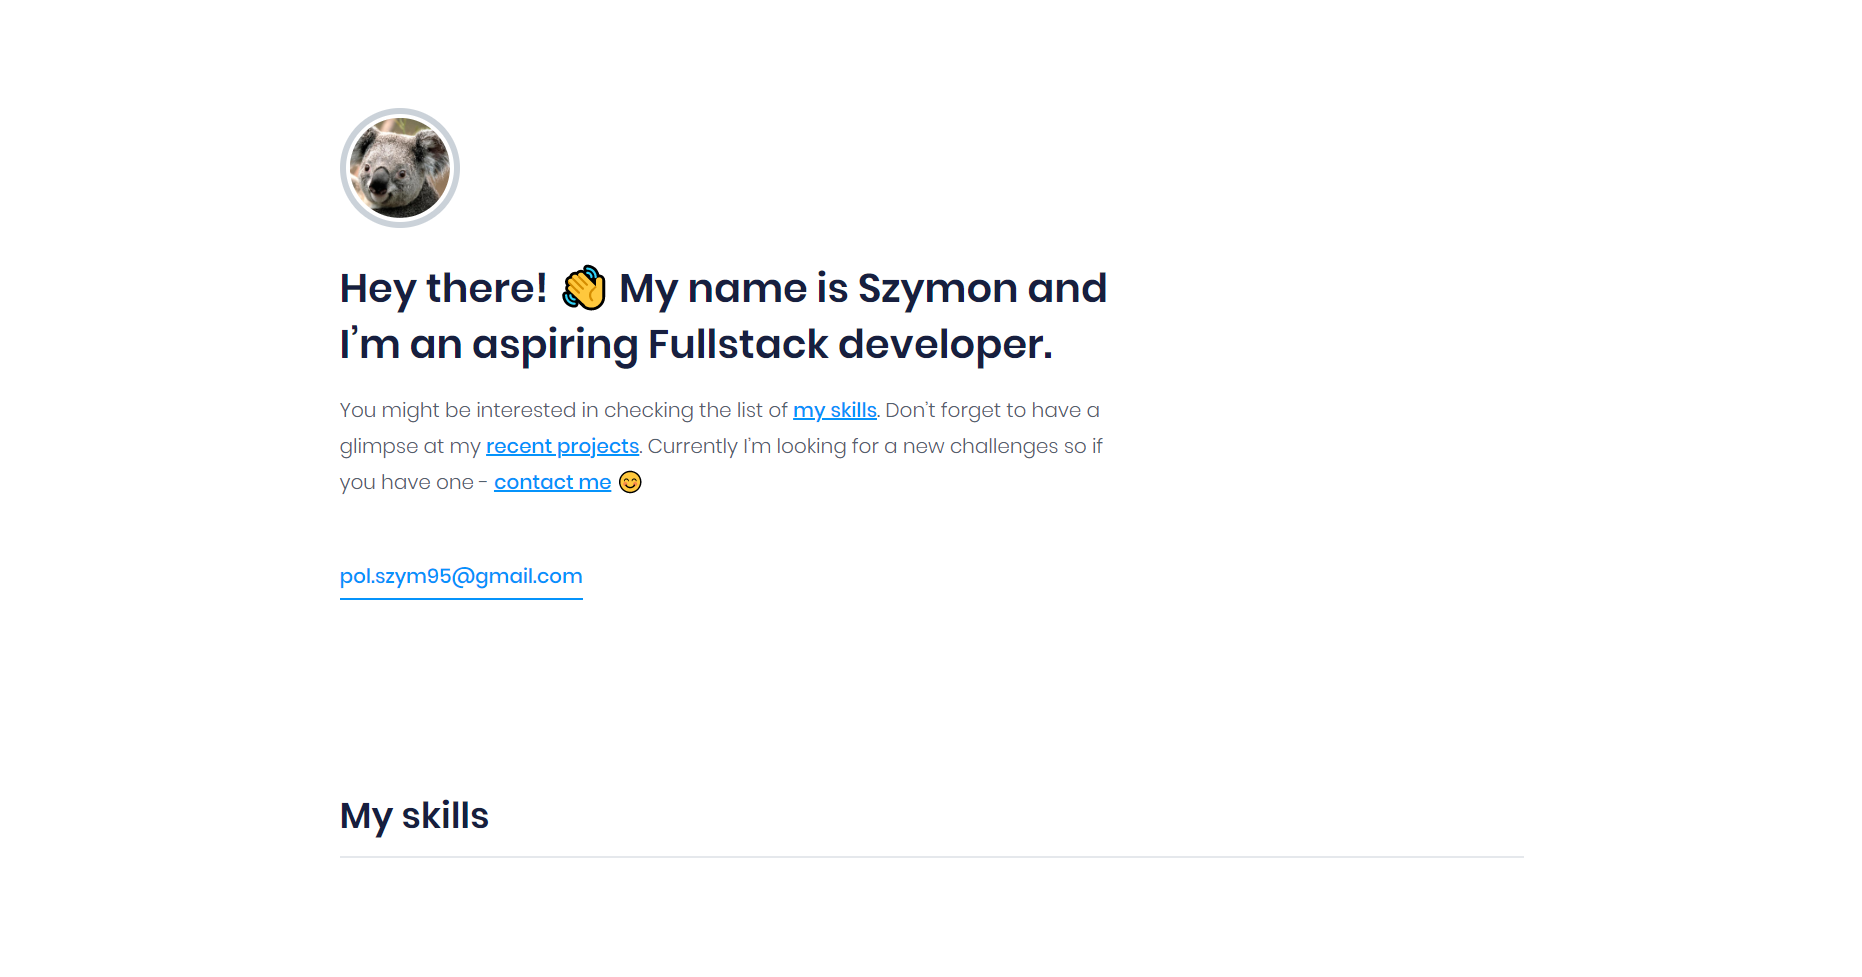 Hey there! 👋 My name is Szymon and
I’m an aspiring Fullstack developer.
You might be interested in checking the list of my skills. Don’t forget to have a
glimpse at my recent projects. Currently I’m looking for a new challenges so if
you have one - contact me 😊
pol.szym95@gmail.com
My skills